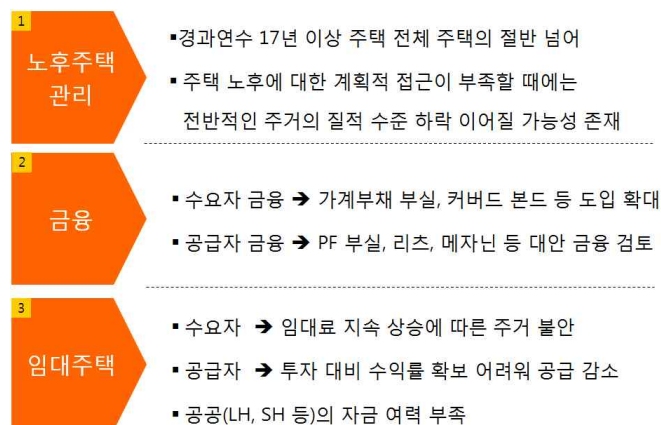 1
노후주택
관리
▪경과연수 17년 이상 주택 전체 주택의 절반 넘어
▪ 주택 노후에 대한 계획적 접근이 부족할 때에는
전반적인 주거의 질적 수준 하락 이어질 가능성 존재
2
금융
▪ 수요자 금융 ➔ 가계부채 부실, 커버드 본드 등 도입 확대
▪ 공급자 금융 ➔ PF 부실, 리츠, 메자닌 등 대안 금융 검토
3
임대주택
▪ 수요자 ➔ 임대료 지속 상승에 따른 주거 불안
▪ 공급자 ➔ 투자 대비 수익률 확보 어려워 공급 감소
▪ 공공(LH, SH 등)의 자금 여력 부족